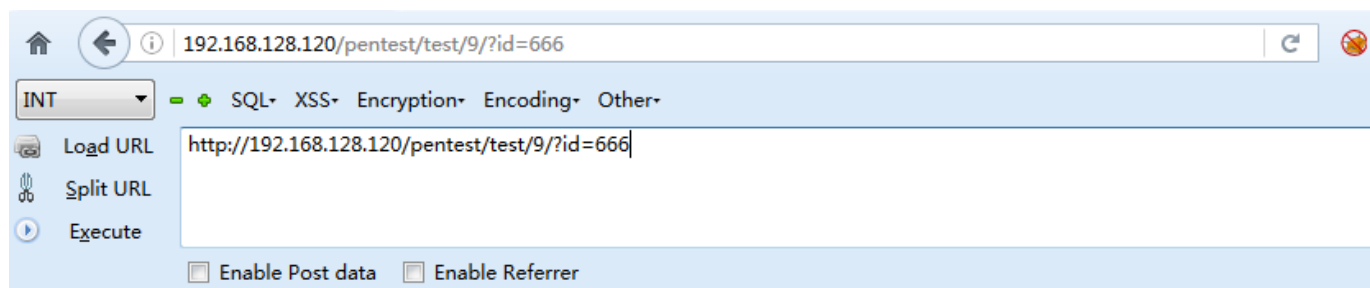 192.168.128.120/pentest/test/9/?id=666
INT SQL XSS Encryption Encoding Other
Load URL http://192.168.128.120/pentest/test/9/?id=666
Split URL
Execute
Enable Post data Enable Referrer